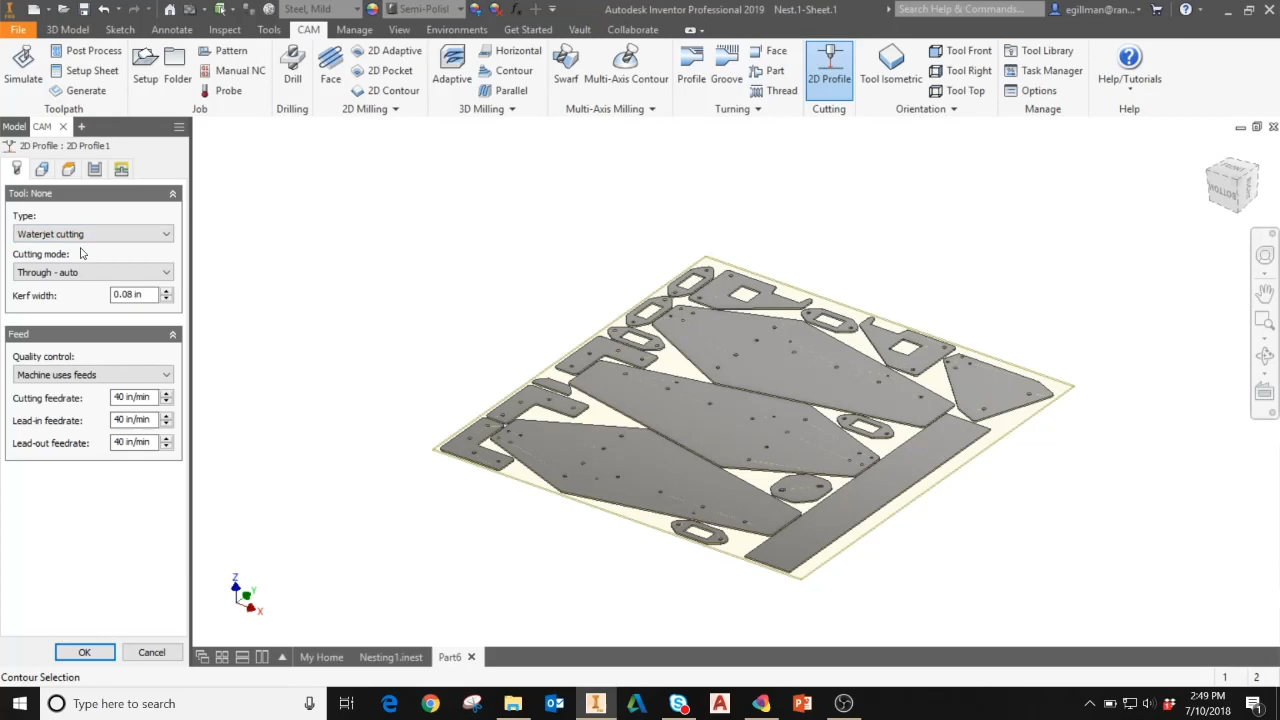 Steel, Mild
Semi-Polisl
Autodesk Inventor Professional 2019 Nest.1-Sheet.1
Search Help & Commands...
egillman@ran...
File 3D Model Sketch Annotate Inspect Tools CAM Manage View Environments Get Started Vault Collaborate
Simulate
Post Process
Setup Sheet
Generate
Toolpath
Setup
Folder
Pattern
Manual NC
Probe
Job
Drill
Drilling
Face
2D Adaptive
2D Pocket
2D Contour
2D Milling
Adaptive
Horizontal
Contour
Parallel
3D Milling
Swarf
Multi-Axis Contour
Multi-Axis Milling
Profile
Groove
Face
Part
Thread
Turning
2D Profile
Cutting
Tool Isometric
Tool Front
Tool Right
Tool Top
Orientation
Tool Library
Task Manager
Options
Manage
Help/Tutorials
Help
Model CAM
2D Profile : 2D Profile1
Tool: None
Type:
Waterjet cutting
Cutting mode:
Through - auto
Kerf width: 0.08 in
Feed
Quality control:
Machine uses feeds
Cutting feedrate: 40 in/min
Lead-in feedrate: 40 in/min
Lead-out feedrate: 40 in/min
BOTTOM
Z
Y
X
OK Cancel
My Home Nesting1.inest Part6
Contour Selection
1 2
Type here to search
2:49 PM
7/10/2018